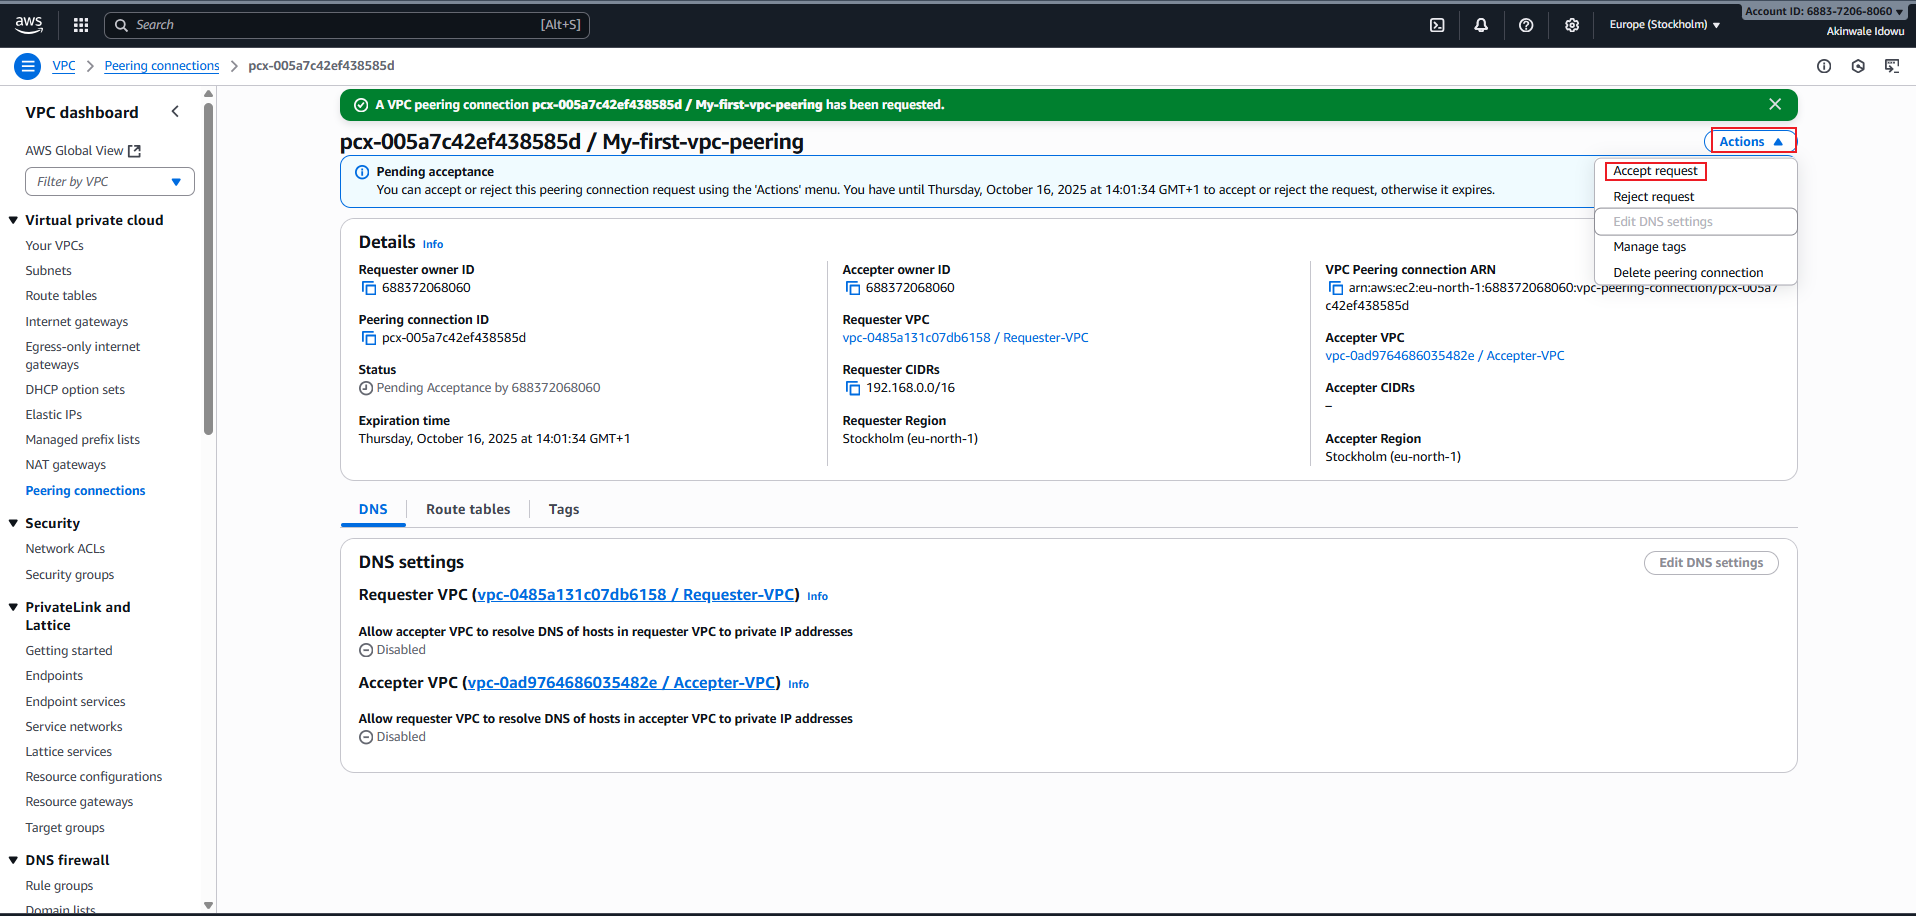 aws
Search
[Alt+S]
Europe (Stockholm)
Account ID: 6883-7206-8060
Akinwale Idowu
VPC
Peering connections
pcx-005a7c42ef438585d
VPC dashboard
AWS Global View
Filter by VPC
Virtual private cloud
Your VPCs
Subnets
Route tables
Internet gateways
Egress-only internet
gateways
DHCP option sets
Elastic IPs
Managed prefix lists
NAT gateways
Peering connections
Security
Network ACLs
Security groups
PrivateLink and
Lattice
Getting started
Endpoints
Endpoint services
Service networks
Lattice services
Resource configurations
Resource gateways
Target groups
DNS firewall
Rule groups
Domain lists
A VPC peering connection pcx-005a7c42ef438585d / My-first-vpc-peering has been requested.
pcx-005a7c42ef438585d / My-first-vpc-peering
Actions
Accept request
Reject request
Edit DNS settings
Manage tags
Delete peering connection
Pending acceptance
You can accept or reject this peering connection request using the 'Actions' menu. You have until Thursday, October 16, 2025 at 14:01:34 GMT+1 to accept or reject the request, otherwise it expires.
Details Info
Requester owner ID
688372068060
Peering connection ID
pcx-005a7c42ef438585d
Status
Pending Acceptance by 688372068060
Expiration time
Thursday, October 16, 2025 at 14:01:34 GMT+1
Accepter owner ID
688372068060
Requester VPC
vpc-0485a131c07db6158 / Requester-VPC
Requester CIDRs
192.168.0.0/16
Requester Region
Stockholm (eu-north-1)
VPC Peering connection ARN
arn:aws:ec2:eu-north-1:688372068060:vpc-peering-connection/pcx-005a7
c42ef438585d
Accepter VPC
vpc-0ad9764686035482e / Accepter-VPC
Accepter CIDRs
–
Accepter Region
Stockholm (eu-north-1)
DNS
Route tables
Tags
DNS settings
Edit DNS settings
Requester VPC (vpc-0485a131c07db6158 / Requester-VPC) Info
Allow accepter VPC to resolve DNS of hosts in requester VPC to private IP addresses
Disabled
Accepter VPC (vpc-0ad9764686035482e / Accepter-VPC) Info
Allow requester VPC to resolve DNS of hosts in accepter VPC to private IP addresses
Disabled